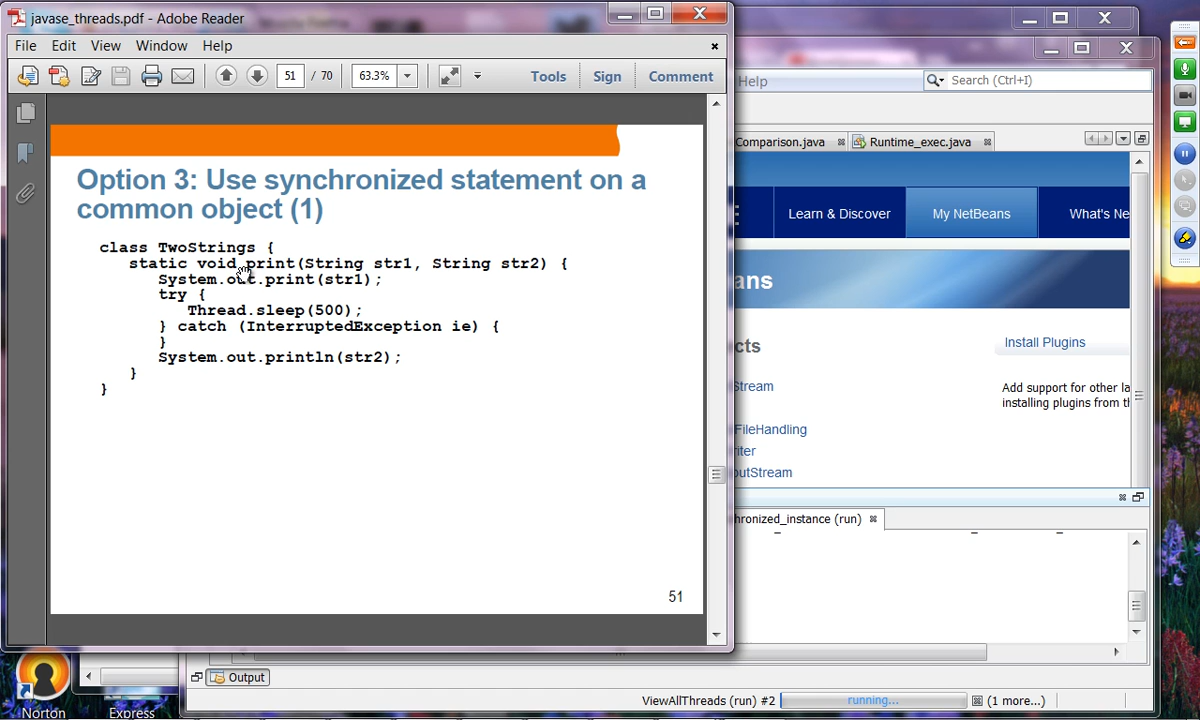 javase_threads.pdf - Adobe Reader
File Edit View Window Help
51 / 70 63.3% Tools Sign Comment
Option 3: Use synchronized statement on a
common object (1)
class TwoStrings {
static void print(String str1, String str2) {
System.out.print(str1);
try {
Thread.sleep(500);
} catch (InterruptedException ie) {
}
System.out.println(str2);
}
}
51
Help
Search (Ctrl+I)
Comparison.java Runtime_exec.java
Learn & Discover My NetBeans What's Ne
ans
cts
Install Plugins
Stream
Add support for other la
installing plugins from th
FileHandling
iter
outStream
hronized_instance (run)
Output
ViewAllThreads (run) #2 running... (1 more...)
Norton Express